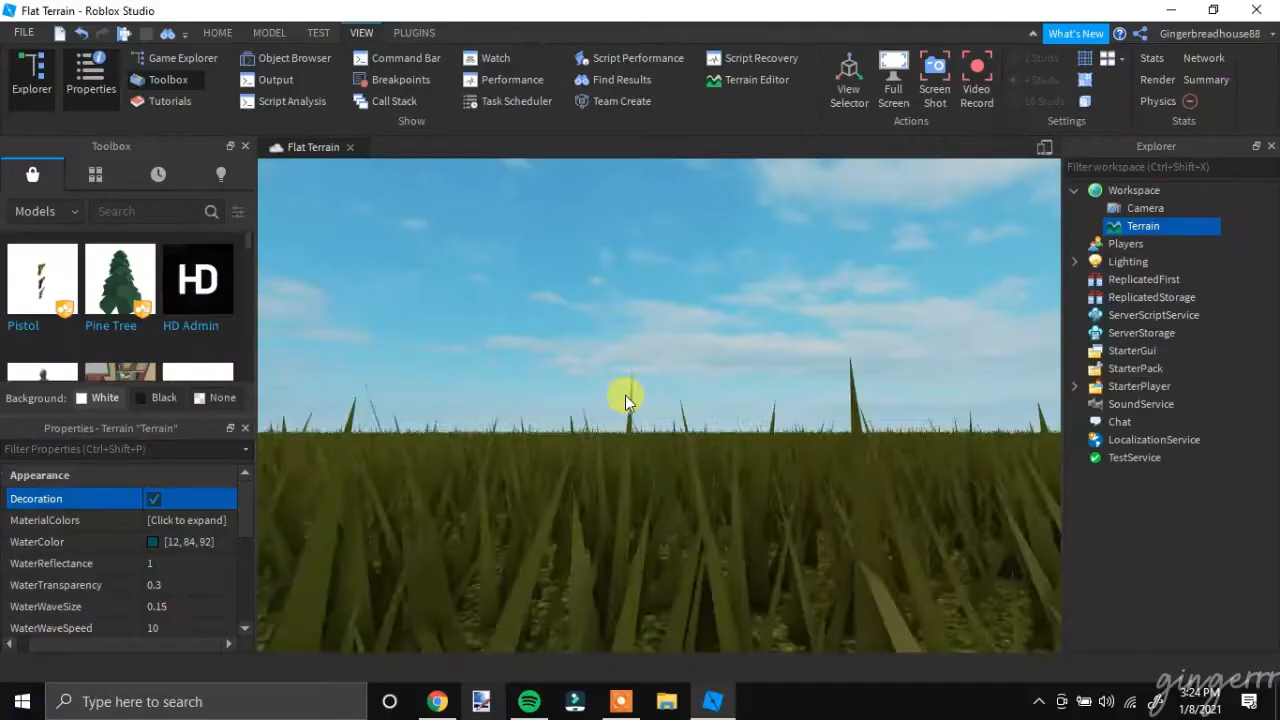 Flat Terrain - Roblox Studio
FILE HOME MODEL TEST VIEW PLUGINS What's New Gingerbreadhouse88
Explorer Properties
Game Explorer Object Browser Command Bar Watch Script Performance Script Recovery
Toolbox Output Breakpoints Performance Find Results Terrain Editor
Tutorials Script Analysis Call Stack Task Scheduler Team Create
View Selector Full Screen Screen Shot Video Record
2 Studs
4 Studs
16 Studs
Stats Network
Render Summary
Physics
Show Actions Settings Stats
Toolbox
Models Search
HD
Pistol Pine Tree HD Admin
Background: White Black None
Properties - Terrain "Terrain"
Filter Properties (Ctrl+Shift+P)
Appearance
Decoration
MaterialColors [Click to expand]
WaterColor [12, 84, 92]
WaterReflectance 1
WaterTransparency 0.3
WaterWaveSize 0.15
WaterWaveSpeed 10
Flat Terrain
Explorer
Filter workspace (Ctrl+Shift+X)
Workspace
Camera
Terrain
Players
Lighting
ReplicatedFirst
ReplicatedStorage
ServerScriptService
ServerStorage
StarterGui
StarterPack
StarterPlayer
SoundService
Chat
LocalizationService
TestService
gingerrr
Type here to search
3:24 PM
1/8/2021